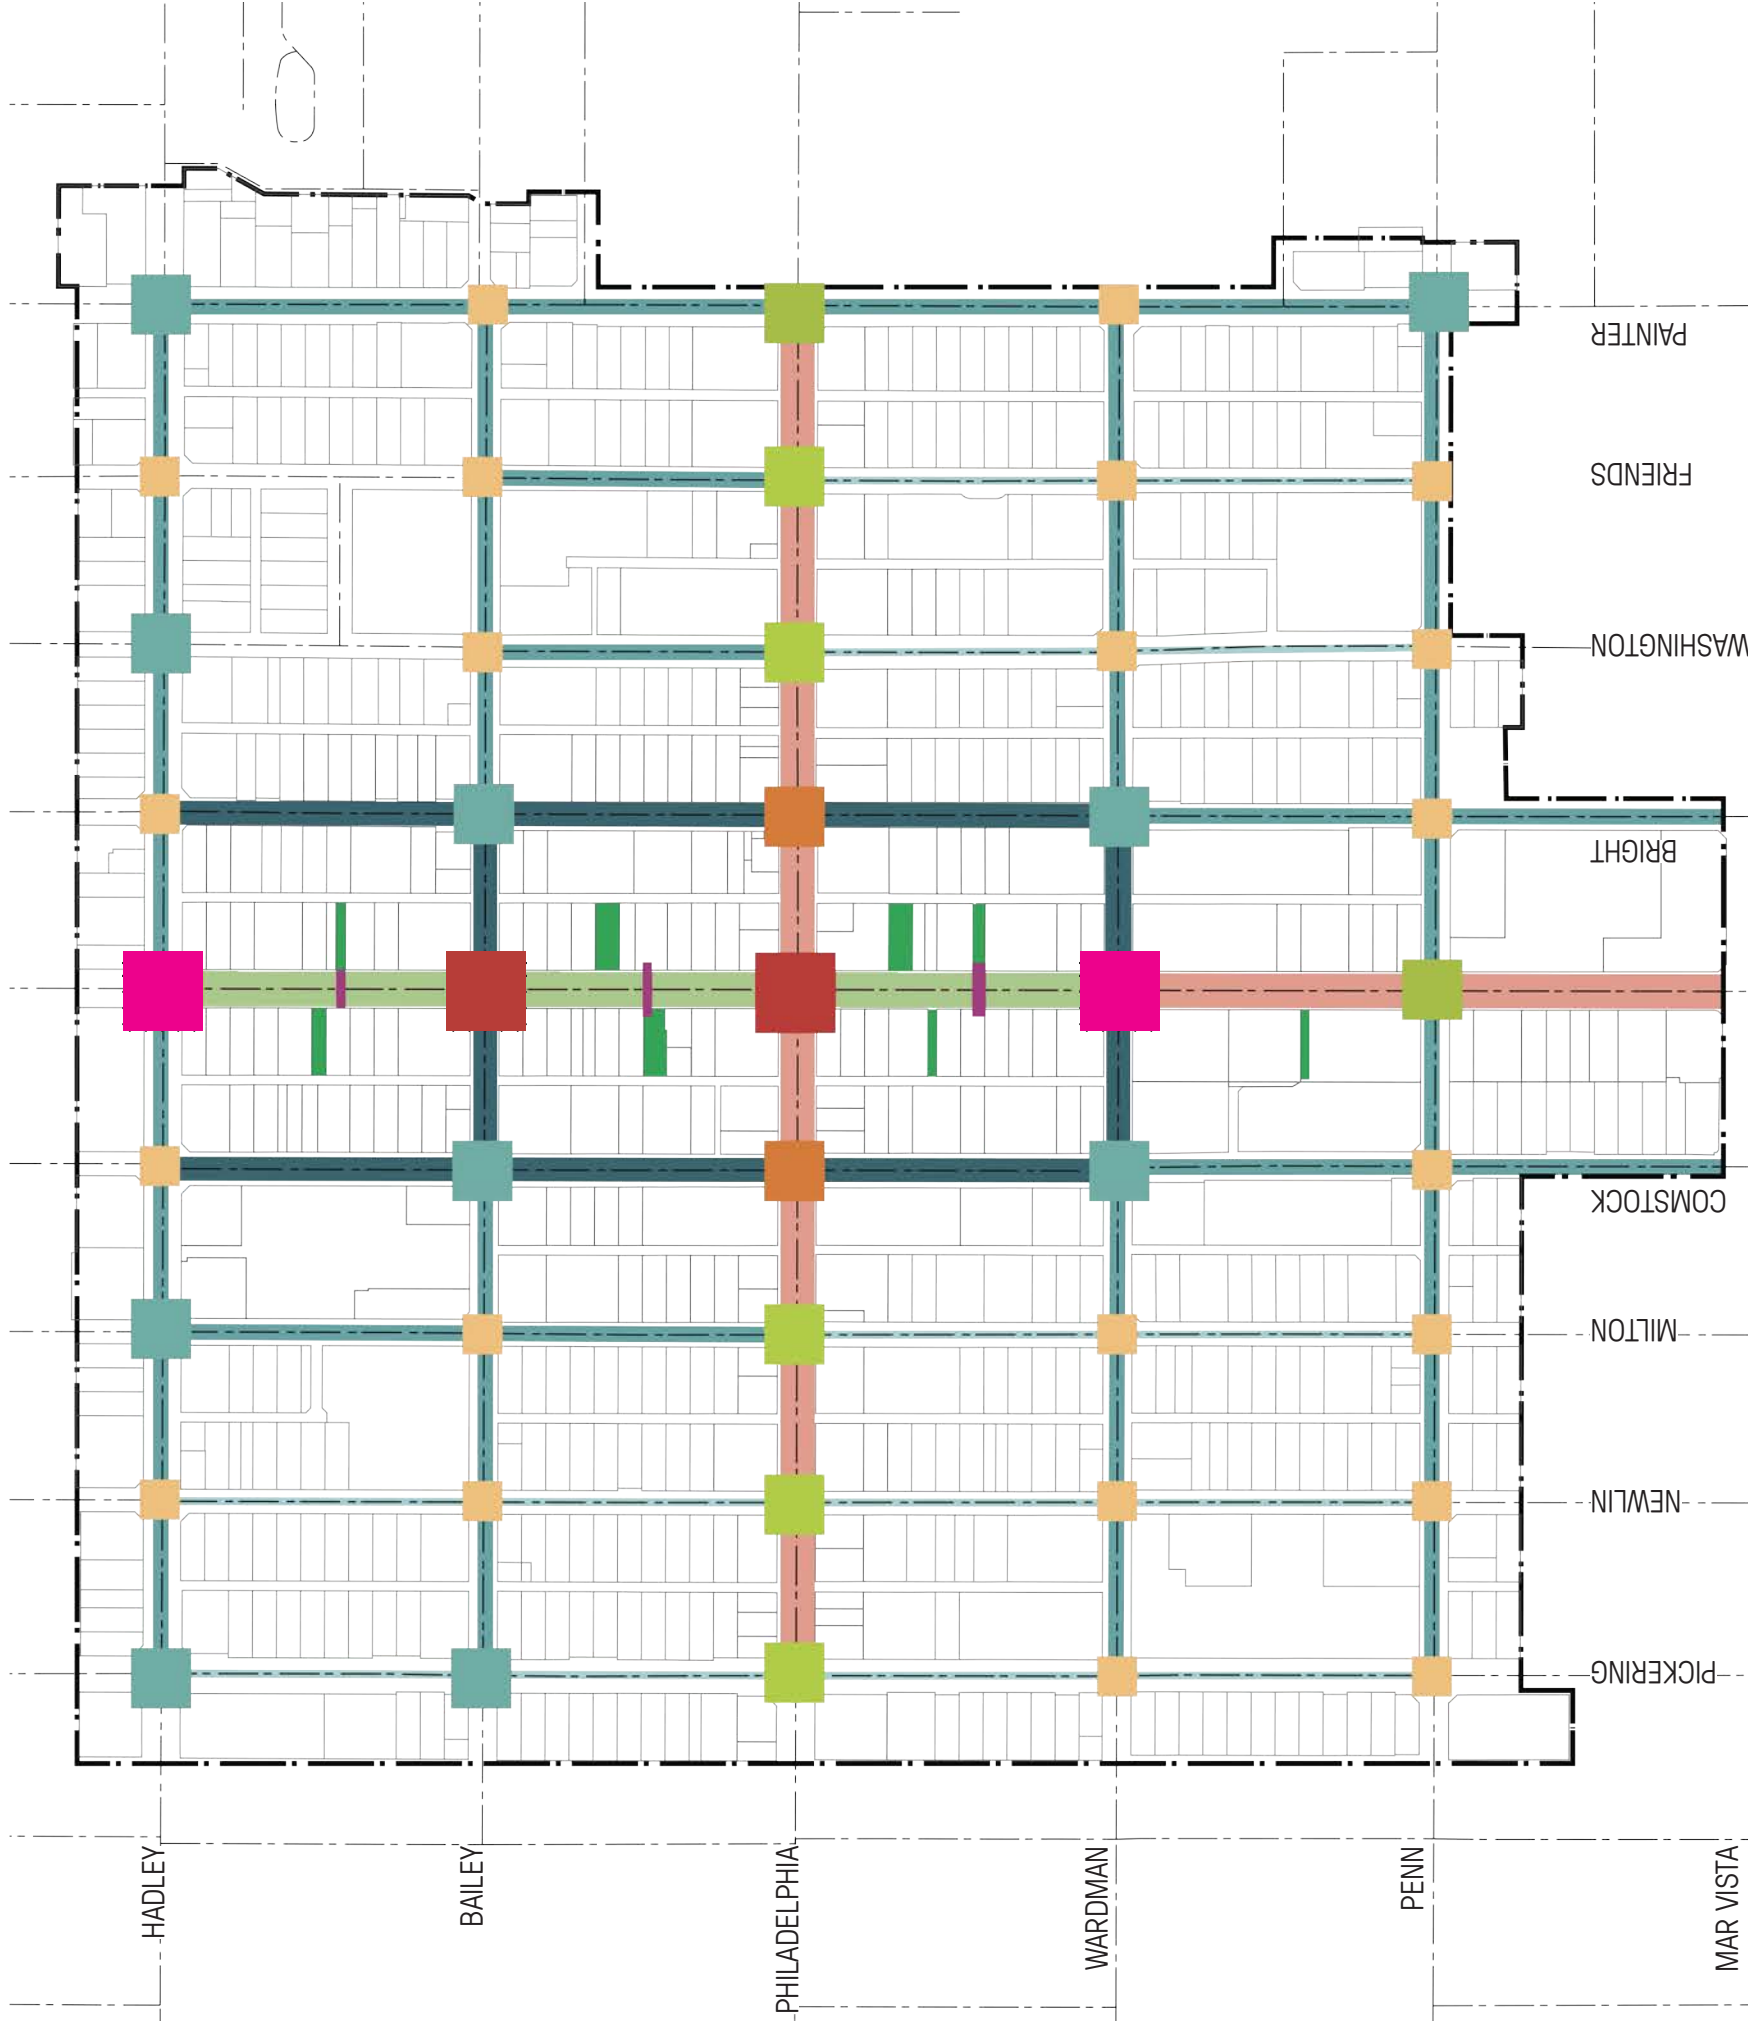 PAINTER
FRIENDS
WASHINGTON
BRIGHT
COMSTOCK
MILTON
NEWLIN
PICKERING
HADLEY
BAILEY
PHILADELPHIA
WARDMAN
PENN
MAR VISTA